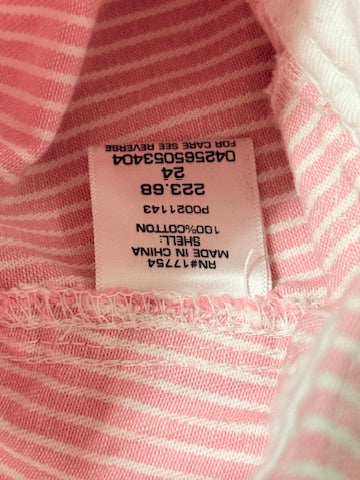 RN#17754
MADE IN CHINA
SHELL:
100%COTTON
P0021143
223.68
24
042565053404
FOR CARE SEE REVERSE